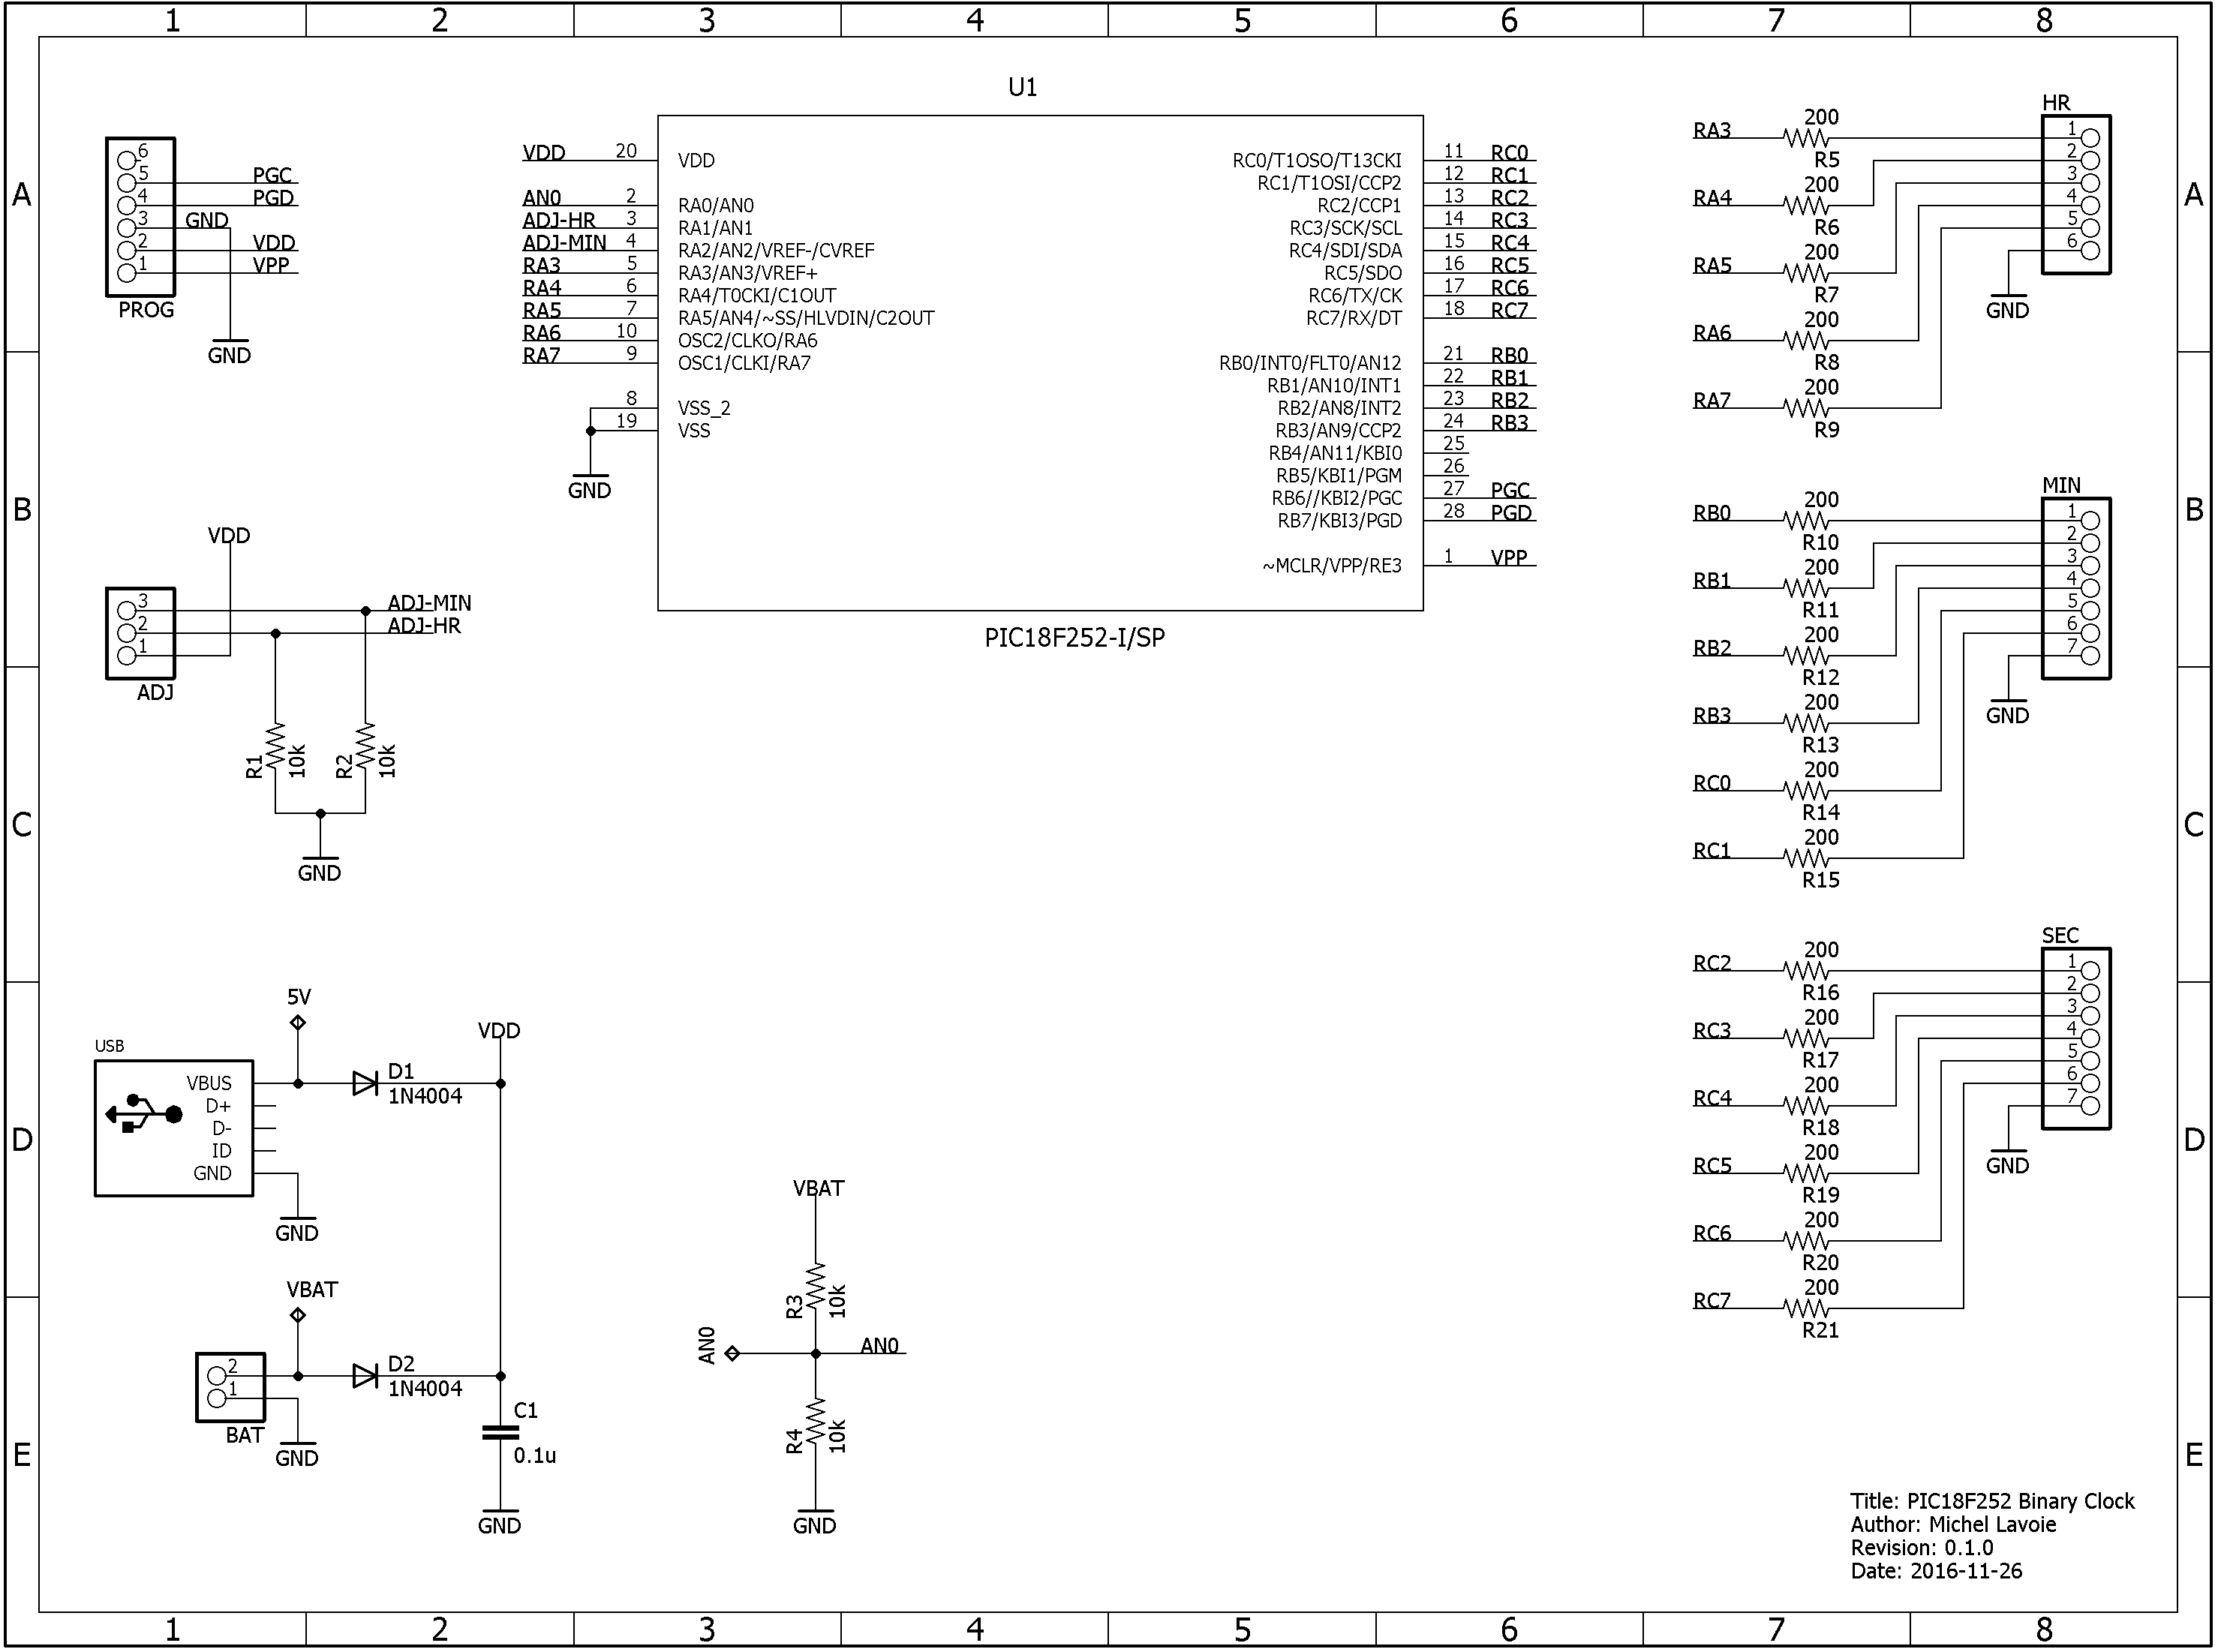 1 2 3 4 5 6 7 8
A
B
C
D
E
A
B
C
D
E
6
5 PGC
4 PGD
3 GND
2 VDD
1 VPP
PROG
GND
U1
VDD 20 VDD
AN0 2 RA0/AN0
ADJ-HR 3 RA1/AN1
ADJ-MIN 4 RA2/AN2/VREF-/CVREF
RA3 5 RA3/AN3/VREF+
RA4 6 RA4/T0CKI/C1OUT
RA5 7 RA5/AN4/~SS/HLVDIN/C2OUT
RA6 10 OSC2/CLKO/RA6
RA7 9 OSC1/CLKI/RA7
8 VSS_2
19 VSS
GND
RC0/T1OSO/T13CKI 11 RC0
RC1/T1OSI/CCP2 12 RC1
RC2/CCP1 13 RC2
RC3/SCK/SCL 14 RC3
RC4/SDI/SDA 15 RC4
RC5/SDO 16 RC5
RC6/TX/CK 17 RC6
RC7/RX/DT 18 RC7
RB0/INT0/FLT0/AN12 21 RB0
RB1/AN10/INT1 22 RB1
RB2/AN8/INT2 23 RB2
RB3/AN9/CCP2 24 RB3
RB4/AN11/KBI0 25
RB5/KBI1/PGM 26
RB6//KBI2/PGC 27 PGC
RB7/KBI3/PGD 28 PGD
~MCLR/VPP/RE3 1 VPP
PIC18F252-I/SP
HR
RA3 200 R5 1
RA4 200 R6 2
RA5 200 R7 3
RA6 200 R8 4
RA7 200 R9 5
6
GND
MIN
RB0 200 R10 1
RB1 200 R11 2
RB2 200 R12 3
RB3 200 R13 4
RC0 200 R14 5
RC1 200 R15 6
7
GND
SEC
RC2 200 R16 1
RC3 200 R17 2
RC4 200 R18 3
RC5 200 R19 4
RC6 200 R20 5
RC7 200 R21 6
7
GND
VDD
3 ADJ-MIN
2 ADJ-HR
1
ADJ
R1 10k R2 10k
GND
5V
VDD
USB
VBUS
D+
D-
ID
GND
D1
1N4004
GND
VBAT
2
1
BAT
GND
D2
1N4004
C1
0.1u
GND
VBAT
R3 10k
AN0 AN0
R4 10k
GND
Title: PIC18F252 Binary Clock
Author: Michel Lavoie
Revision: 0.1.0
Date: 2016-11-26
1 2 3 4 5 6 7 8